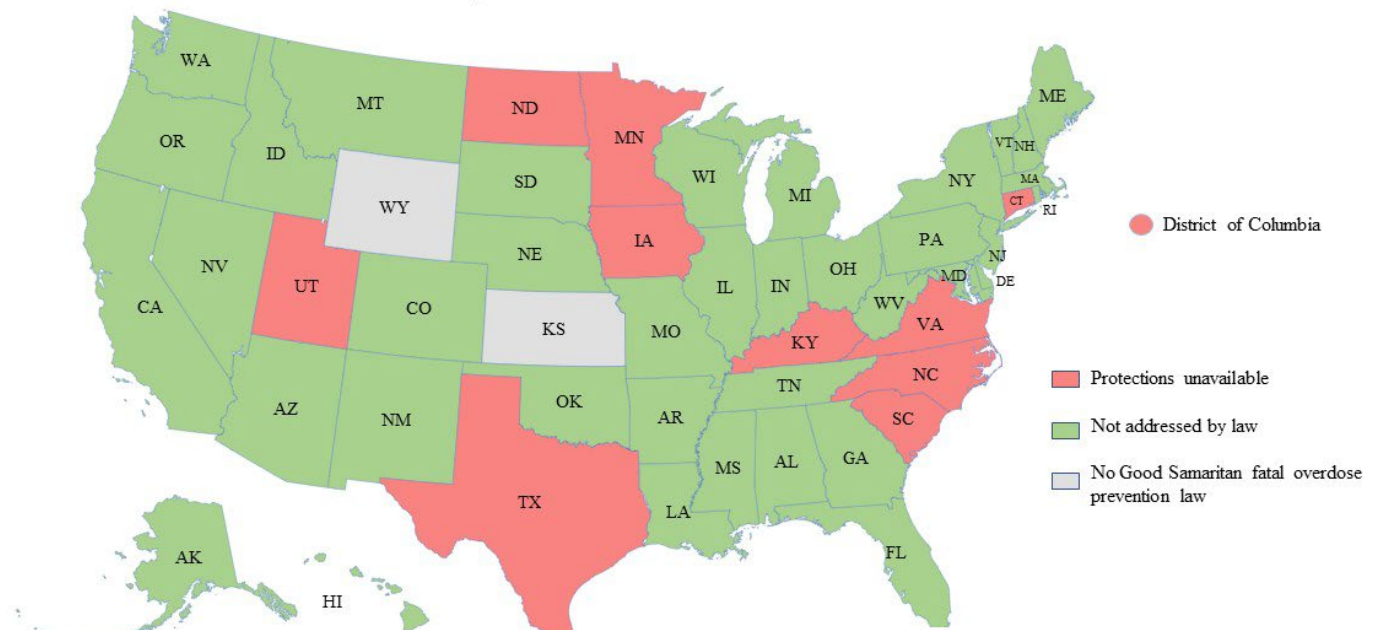 WA
MT
ND
MN
ME
OR
ID
WY
SD
WI
MI
NY
VT
NH
MA
CT
RI
NV
UT
CO
NE
IA
IL
IN
OH
PA
NJ
MD
DE
District of Columbia
CA
KS
MO
KY
WV
VA
AZ
NM
OK
AR
TN
NC
SC
Protections unavailable
TX
LA
MS
AL
GA
Not addressed by law
FL
No Good Samaritan fatal overdose
prevention law
AK
HI